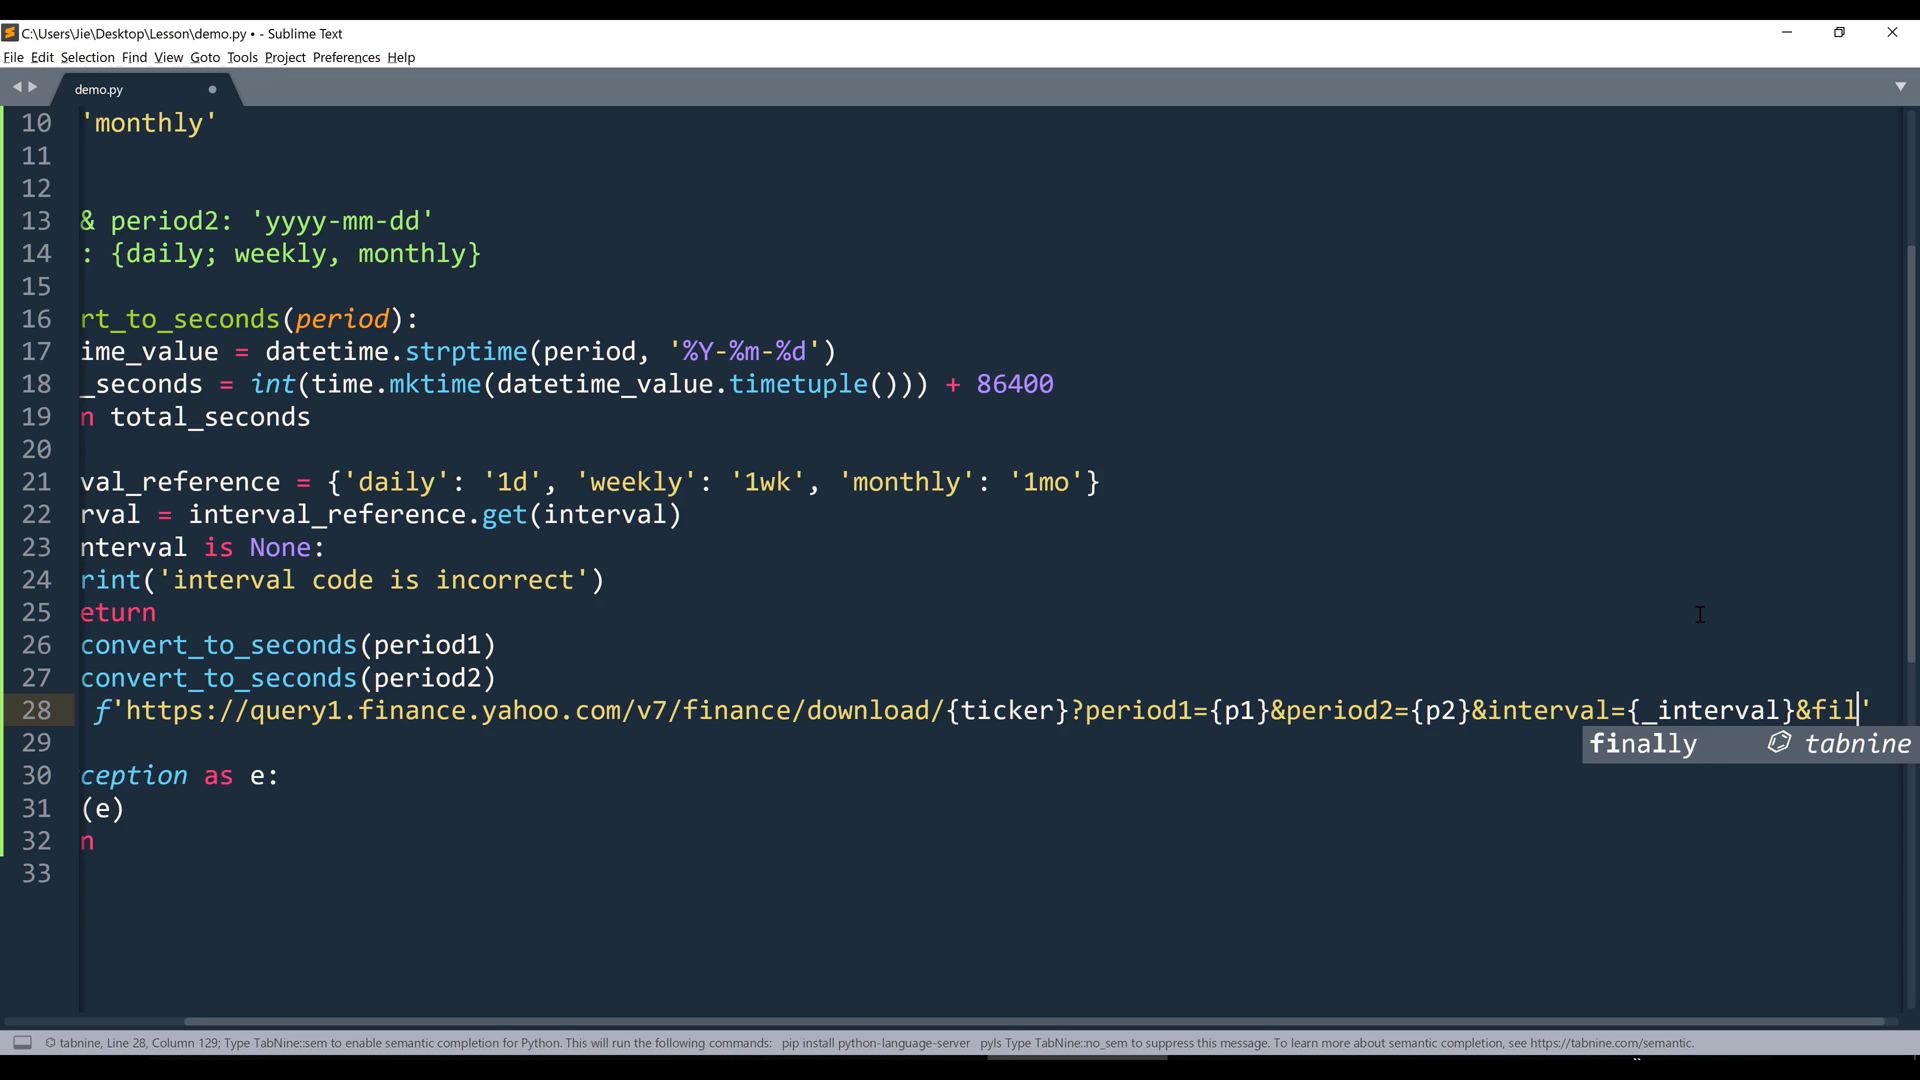 C:\Users\Jie\Desktop\Lesson\demo.py • - Sublime Text
File Edit Selection Find View Goto Tools Project Preferences Help
demo.py
10 'monthly'
11
12
13 & period2: 'yyyy-mm-dd'
14 : {daily; weekly, monthly}
15
16 rt_to_seconds(period):
17 ime_value = datetime.strptime(period, '%Y-%m-%d')
18 _seconds = int(time.mktime(datetime_value.timetuple())) + 86400
19 n total_seconds
20
21 val_reference = {'daily': '1d', 'weekly': '1wk', 'monthly': '1mo'}
22 rval = interval_reference.get(interval)
23 nterval is None:
24 rint('interval code is incorrect')
25 eturn
26 convert_to_seconds(period1)
27 convert_to_seconds(period2)
28 f'https://query1.finance.yahoo.com/v7/finance/download/{ticker}?period1={p1}&period2={p2}&interval={_interval}&fil'
29
finally tabnine
30 ception as e:
31 (e)
32 n
33
tabnine, Line 28, Column 129; Type TabNine::sem to enable semantic completion for Python. This will run the following commands: pip install python-language-server pyls Type TabNine::no_sem to suppress this message. To learn more about semantic completion, see https://tabnine.com/semantic.